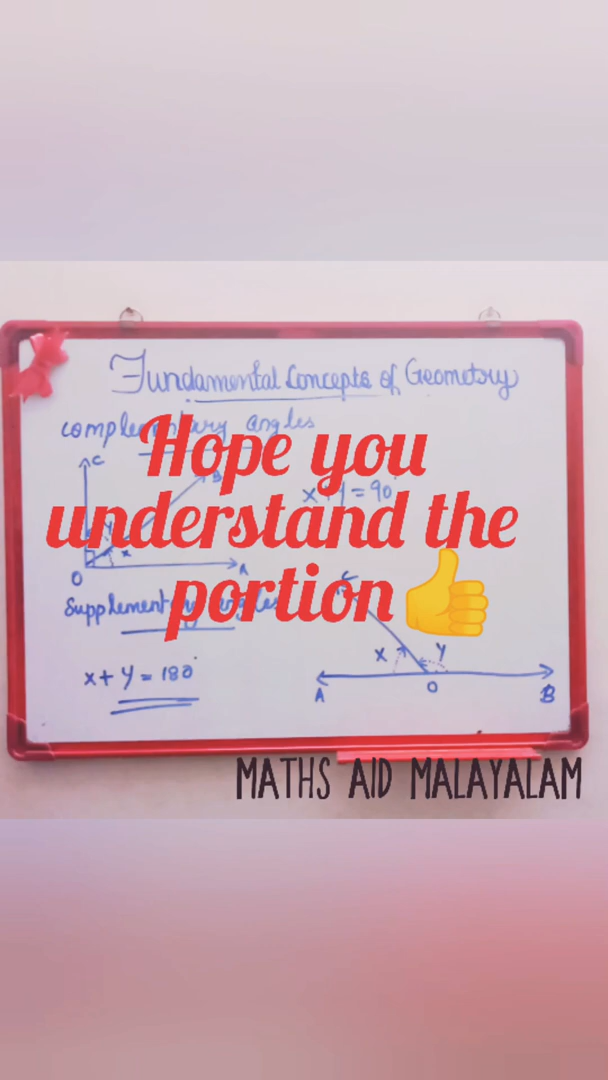 Fundamental Concepts of Geometry
complementary angles
C
B
x + y = 90°
y
x
O
A
Supplementary angles
C
x + y = 180°
x
y
A
O
B
Hope you
understand the
portion👍
MATHS AID MALAYALAM